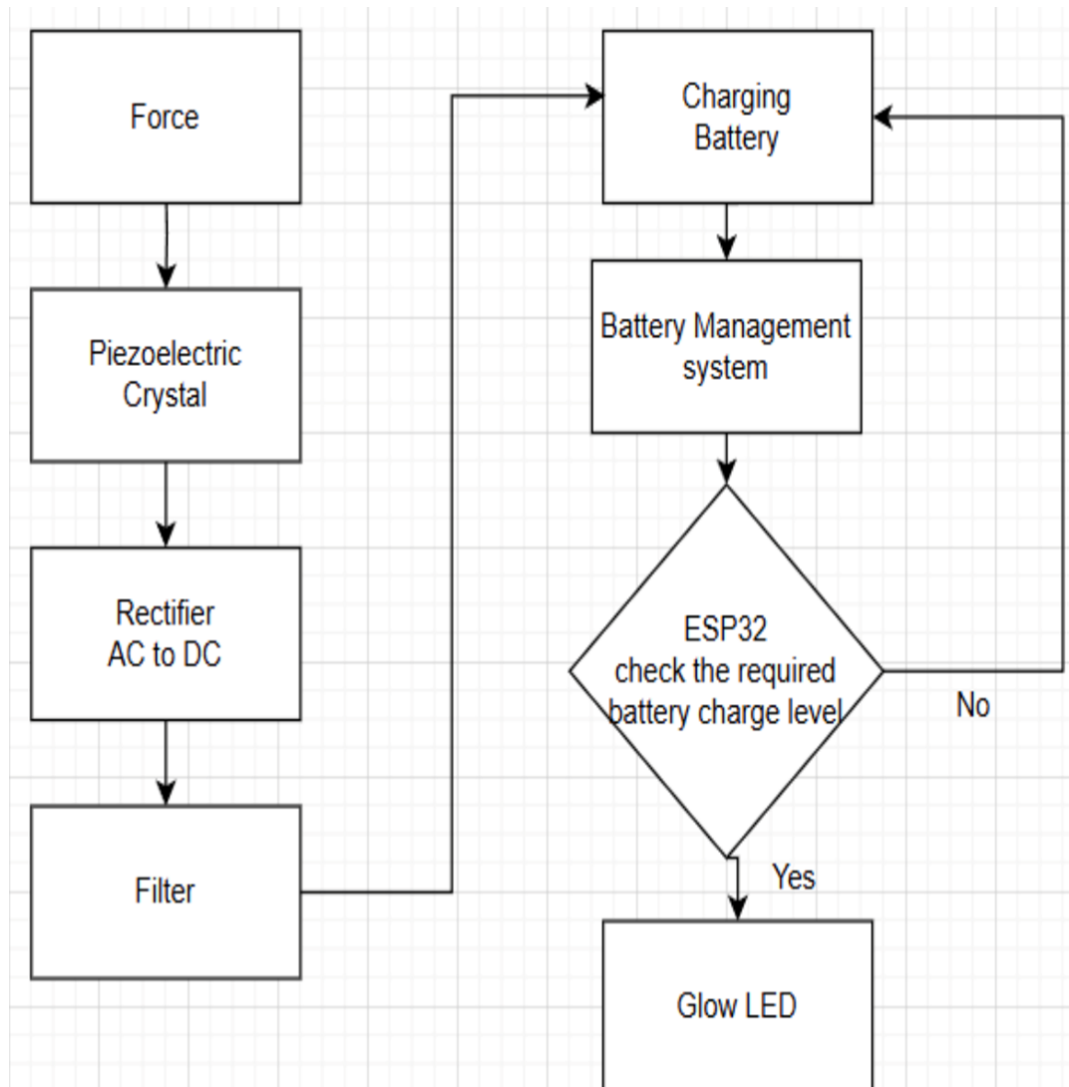 Force
Piezoelectric
Crystal
Rectifier
AC to DC
Filter
Charging
Battery
Battery Management
system
ESP32
check the required
battery charge level
No
Yes
Glow LED